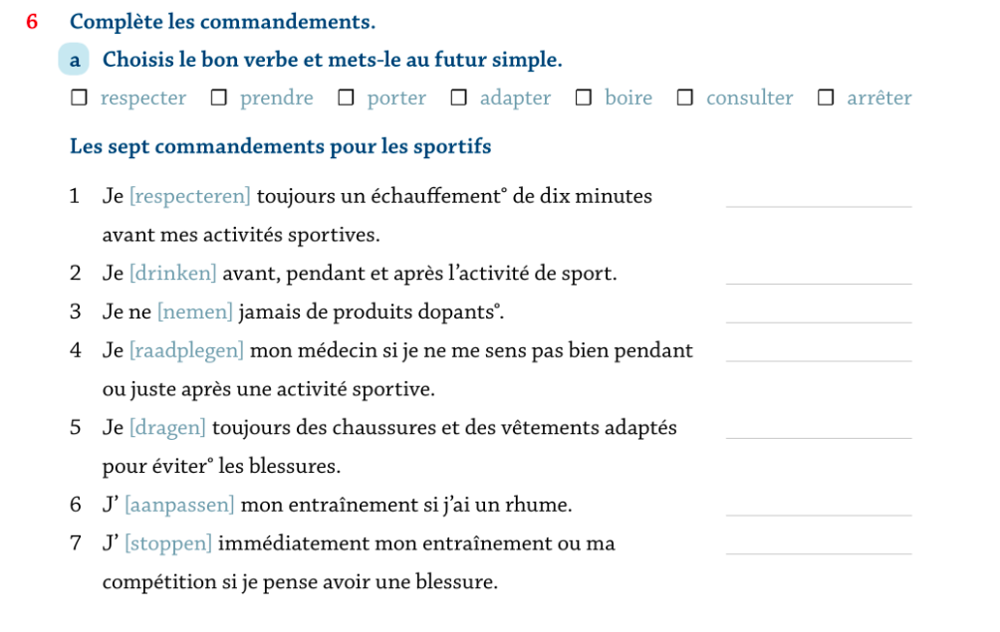 6 Complète les commandements.
a Choisis le bon verbe et mets-le au futur simple.
❒ respecter ❒ prendre ❒ porter ❒ adapter ❒ boire ❒ consulter ❒ arrêter
Les sept commandements pour les sportifs
1 Je [respecteren] toujours un échauffement° de dix minutes
avant mes activités sportives.
2 Je [drinken] avant, pendant et après l’activité de sport.
3 Je ne [nemen] jamais de produits dopants°.
4 Je [raadplegen] mon médecin si je ne me sens pas bien pendant
ou juste après une activité sportive.
5 Je [dragen] toujours des chaussures et des vêtements adaptés
pour éviter° les blessures.
6 J’ [aanpassen] mon entraînement si j’ai un rhume.
7 J’ [stoppen] immédiatement mon entraînement ou ma
compétition si je pense avoir une blessure.